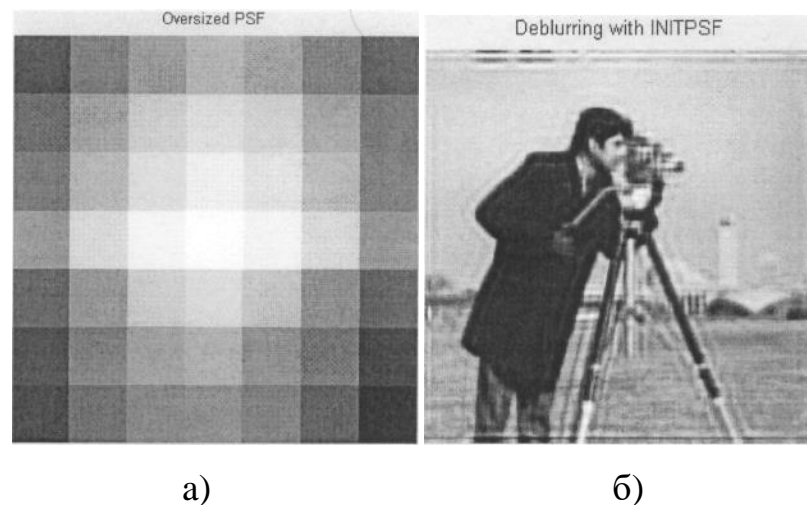 Oversized PSF
Deblurring with INITPSF
а)
б)